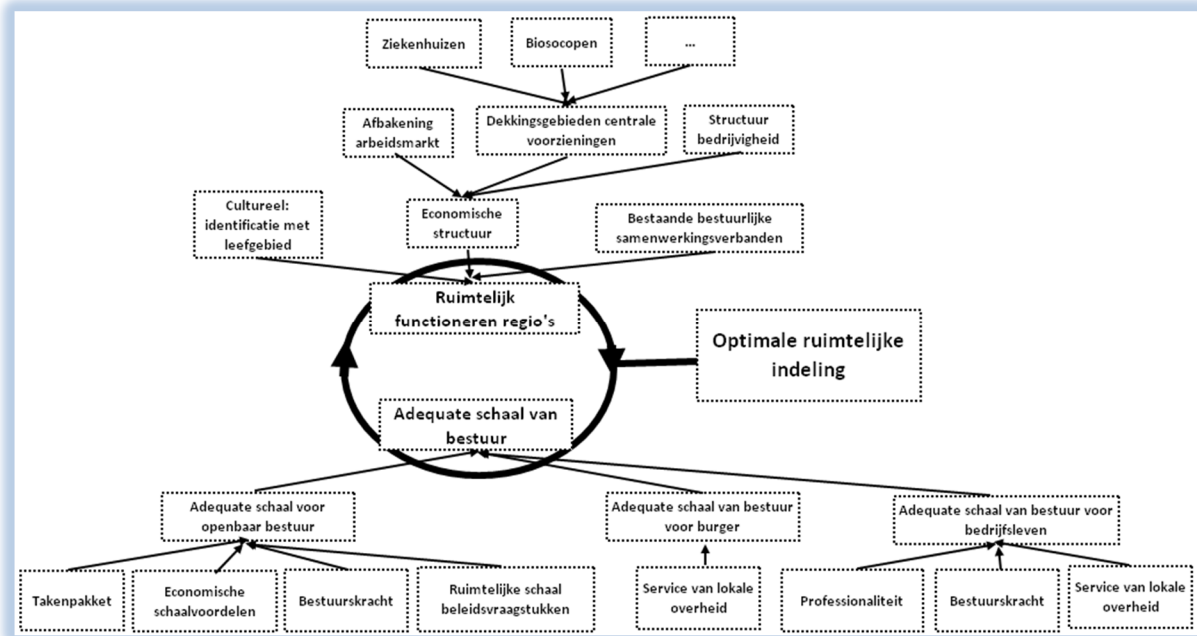 Ziekenhuizen
Biosocopen
...
Afbakening
arbeidsmarkt
Dekkingsgebieden centrale
voorzieningen
Structuur
bedrijvigheid
Cultureel:
identificatie met
leefgebied
Economische
structuur
Bestaande bestuurlijke
samenwerkingsverbanden
Ruimtelijk
functioneren regio's
Optimale ruimtelijke
indeling
Adequate schaal van
bestuur
Adequate schaal voor
openbaar bestuur
Adequate schaal van bestuur
voor burger
Adequate schaal van bestuur voor
bedrijfsleven
Takenpakket
Economische
schaalvoordelen
Bestuurskracht
Ruimtelijke schaal
beleidsvraagstukken
Service van lokale
overheid
Professionaliteit
Bestuurskracht
Service van lokale
overheid